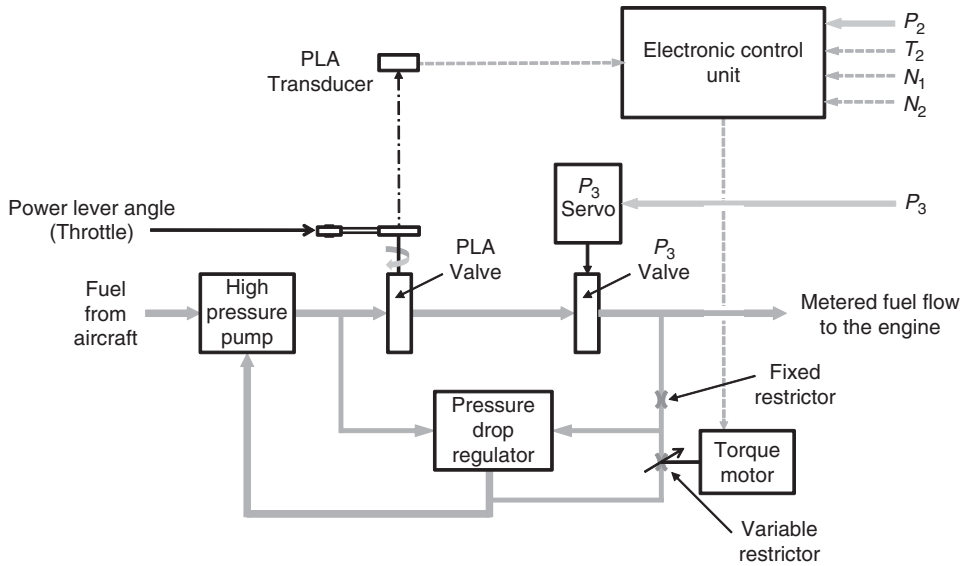 PLA
Transducer
Electronic control
unit
P2
T2
N1
N2
P3
Servo
P3
Power lever angle
(Throttle)
PLA
Valve
P3
Valve
Fuel
from
aircraft
High
pressure
pump
Metered fuel flow
to the engine
Fixed
restrictor
Pressure
drop
regulator
Torque
motor
Variable
restrictor